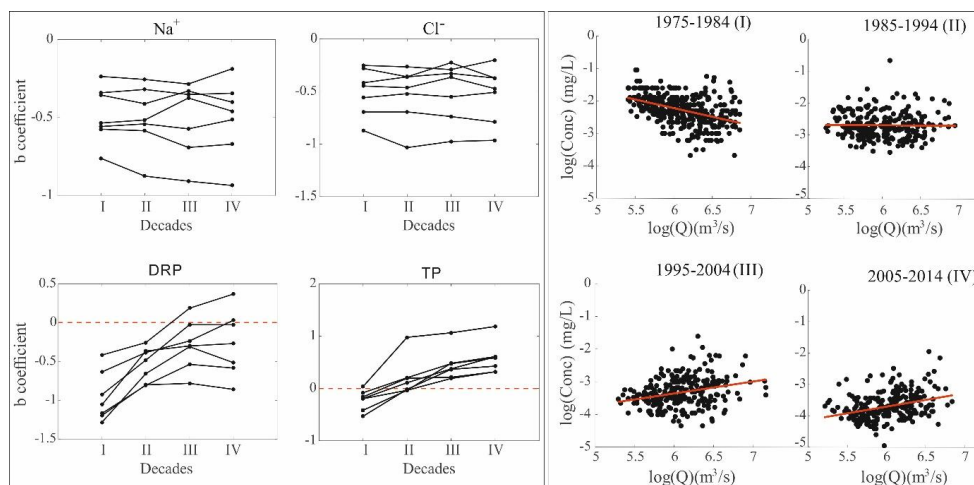 Na⁺
0
-0.5
-1
b coefficient
I II III IV
Decades
Cl⁻
0
-0.5
-1
-1.5
I II III IV
Decades
DRP
0.5
0
-0.5
-1
-1.5
b coefficient
I II III IV
Decades
TP
2
1
0
-1
I II III IV
Decades
1975-1984 (I)
0
-1
-2
-3
-4
-5
log(Conc) (mg/L)
5 5.5 6 6.5 7
log(Q)(m³/s)
1985-1994 (II)
0
-1
-2
-3
-4
-5
5 5.5 6 6.5 7
log(Q)(m³/s)
1995-2004 (III)
0
-1
-2
-3
-4
-5
log(Conc) (mg/L)
5 5.5 6 6.5 7
log(Q)(m³/s)
2005-2014 (IV)
0
-1
-2
-3
-4
5 5.5 6 6.5 7
log(Q)(m³/s)